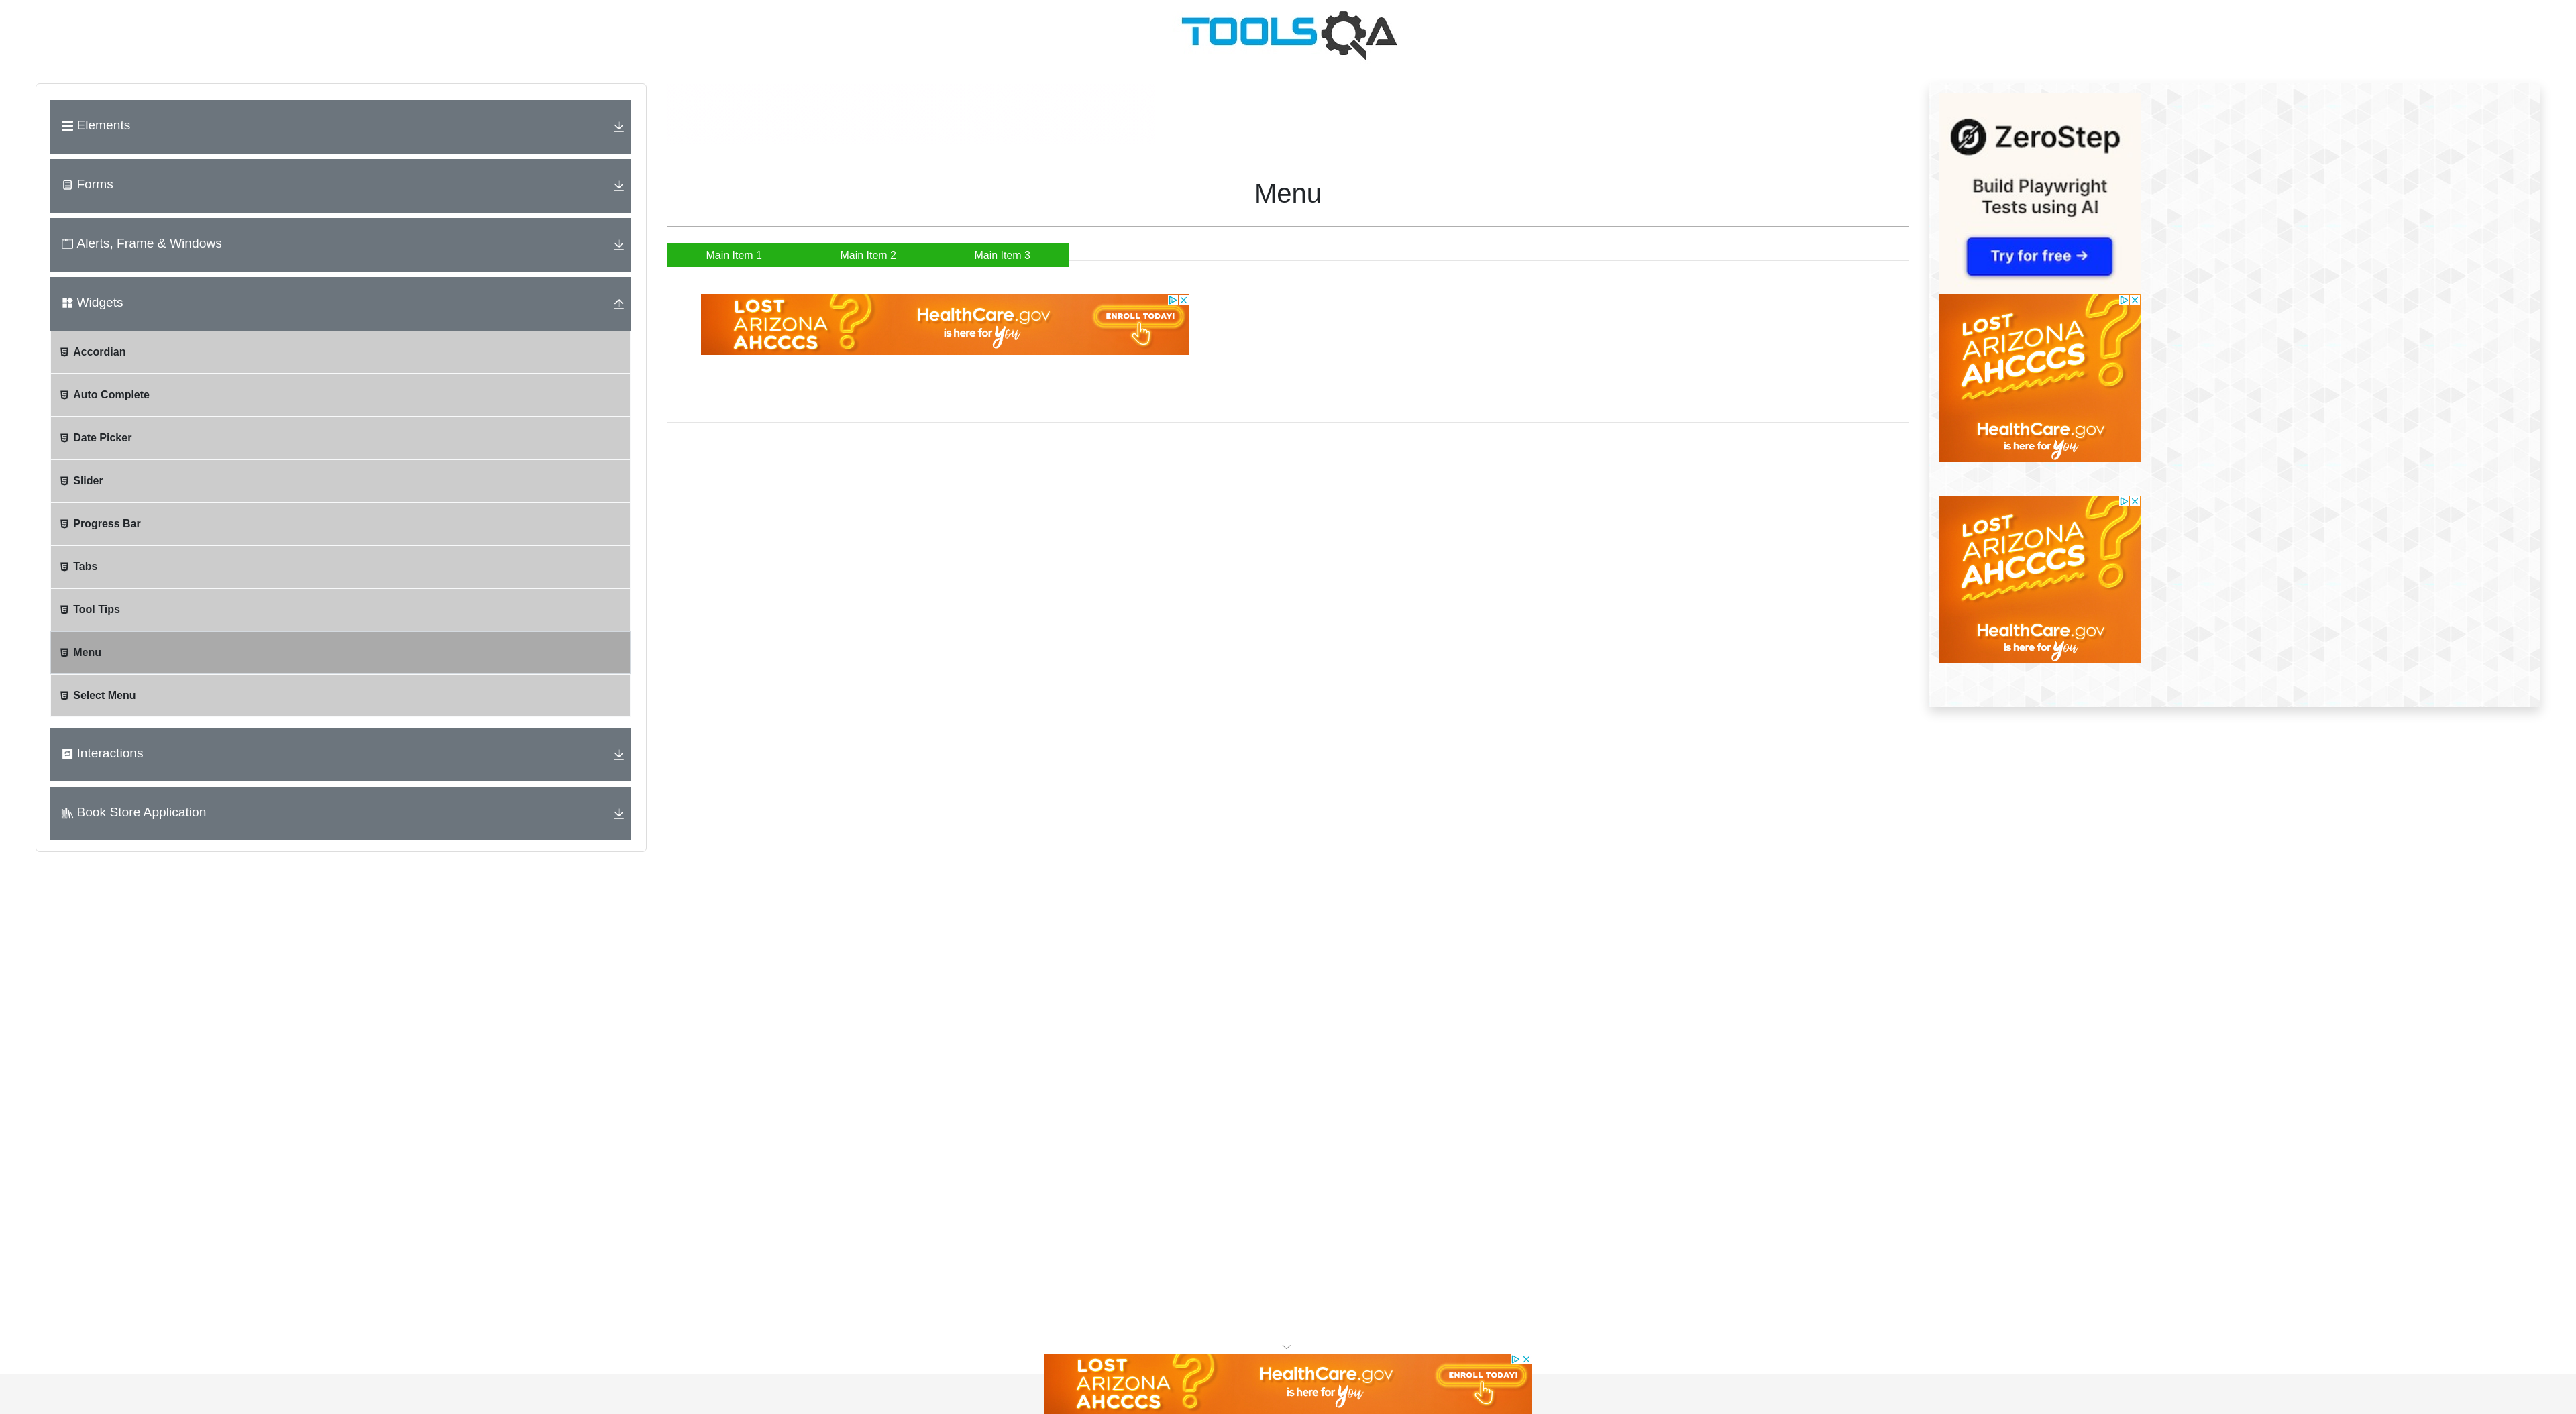 TOOLSQA
Elements
Forms
Alerts, Frame & Windows
Widgets
Accordian
Auto Complete
Date Picker
Slider
Progress Bar
Tabs
Tool Tips
Menu
Select Menu
Interactions
Book Store Application
Menu
Main Item 1 Main Item 2 Main Item 3
LOST
ARIZONA
AHCCCS
?
HealthCare.gov
is here for you
ENROLL TODAY!
ZeroStep
Build Playwright
Tests using AI
Try for free →
LOST
ARIZONA
AHCCCS
?
HealthCare.gov
is here for you
LOST
ARIZONA
AHCCCS
?
HealthCare.gov
is here for you
LOST
ARIZONA
AHCCCS
?
HealthCare.gov
is here for you
ENROLL TODAY!